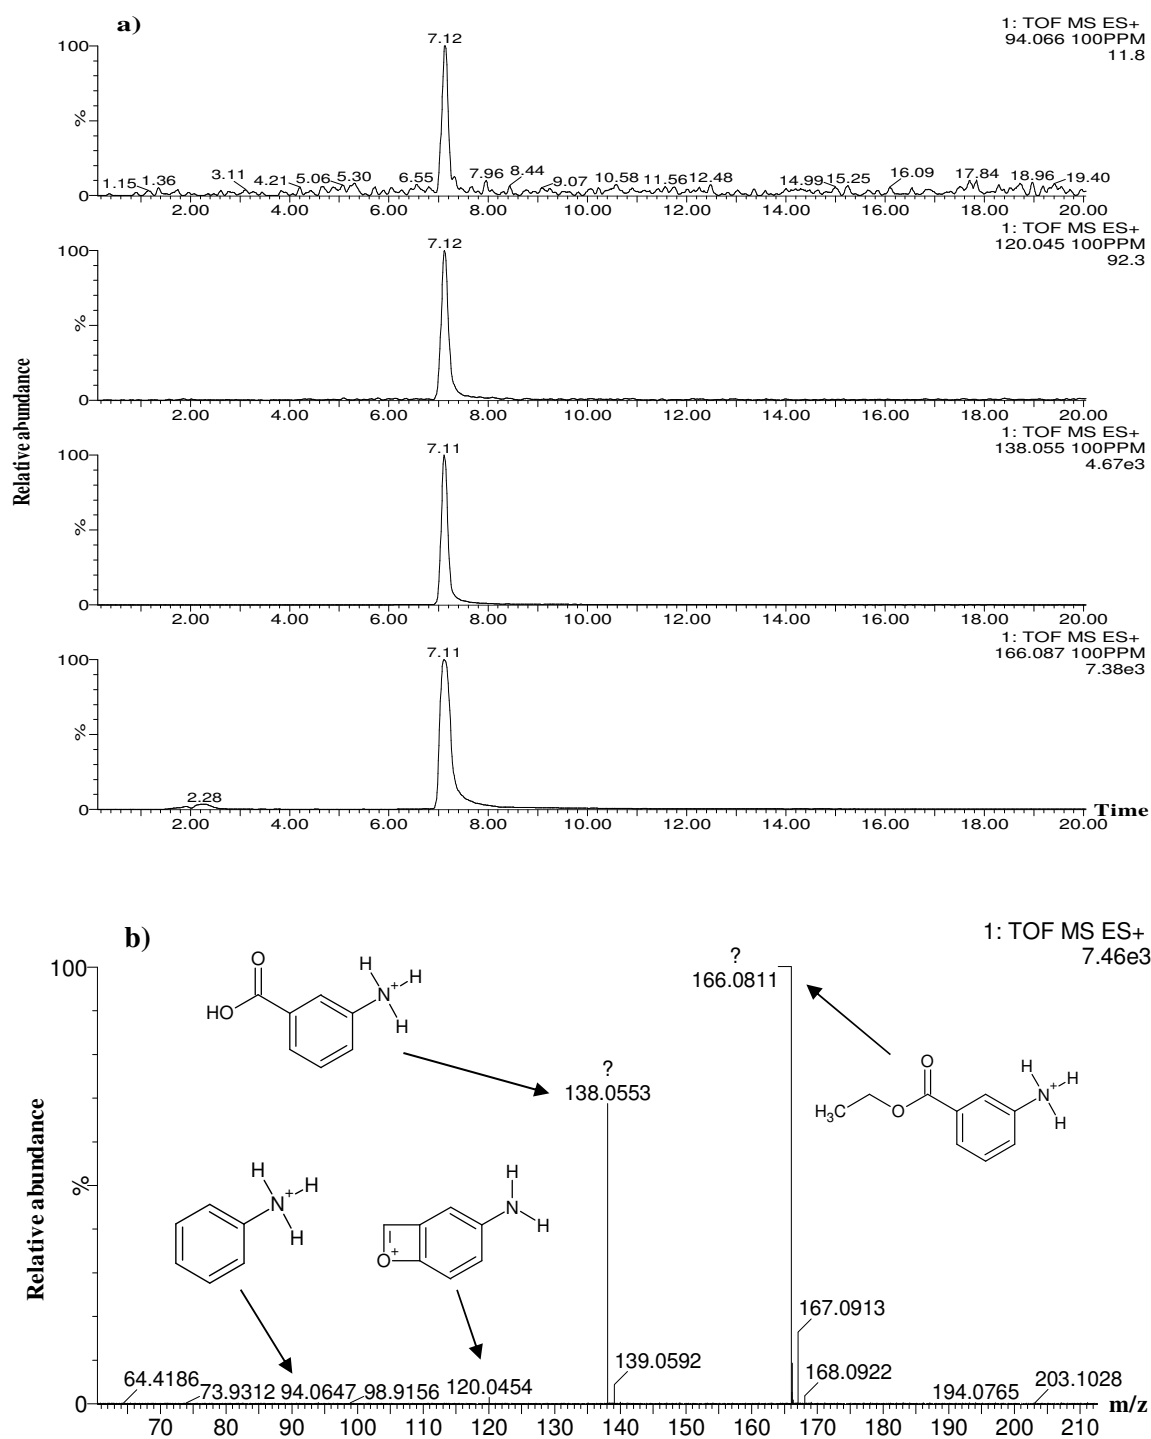 a)
1: TOF MS ES+
94.066 100PPM
11.8
100
%
0
7.12
1.15 1.36 3.11 4.21 5.06 5.30 6.55 7.96 8.44 9.07 10.58 11.56 12.48 14.99 15.25 16.09 17.84 18.96 19.40
2.00 4.00 6.00 8.00 10.00 12.00 14.00 16.00 18.00 20.00
1: TOF MS ES+
120.045 100PPM
92.3
100
%
0
7.12
2.00 4.00 6.00 8.00 10.00 12.00 14.00 16.00 18.00 20.00
Relative abundance
1: TOF MS ES+
138.055 100PPM
4.67e3
100
%
0
7.11
2.00 4.00 6.00 8.00 10.00 12.00 14.00 16.00 18.00 20.00
1: TOF MS ES+
166.087 100PPM
7.38e3
100
%
0
7.11
2.28
Time
2.00 4.00 6.00 8.00 10.00 12.00 14.00 16.00 18.00 20.00
b)
1: TOF MS ES+
7.46e3
100
%
0
Relative abundance
O
HO
H
N+
H
H
?
166.0811
?
138.0553
O
H3C
O
H
N+
H
H
H
N+
H
H
H
N
H
O+
167.0913
139.0592
168.0922
64.4186
73.9312 94.0647 98.9156 120.0454
194.0765
203.1028
m/z
70 80 90 100 110 120 130 140 150 160 170 180 190 200 210